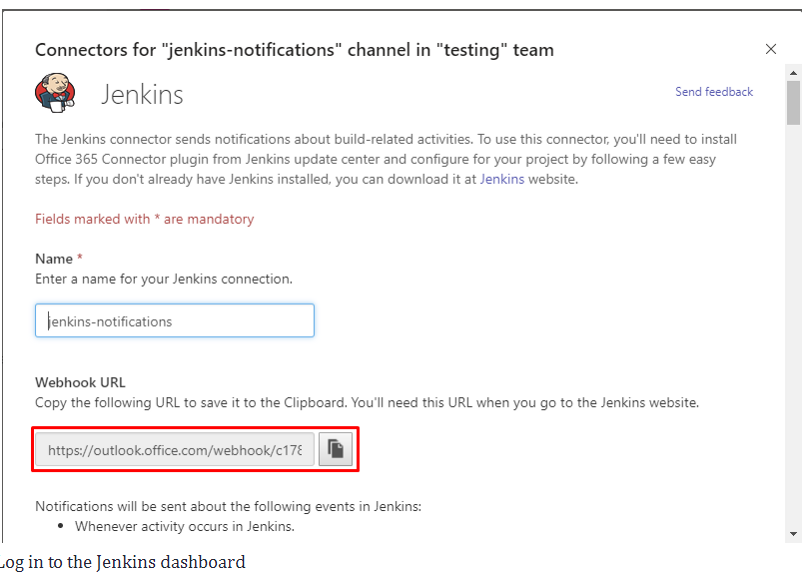 Connectors for "jenkins-notifications" channel in "testing" team
Jenkins
Send feedback
The Jenkins connector sends notifications about build-related activities. To use this connector, you'll need to install
Office 365 Connector plugin from Jenkins update center and configure for your project by following a few easy
steps. If you don't already have Jenkins installed, you can download it at Jenkins website.
Fields marked with * are mandatory
Name *
Enter a name for your Jenkins connection.
jenkins-notifications
Webhook URL
Copy the following URL to save it to the Clipboard. You'll need this URL when you go to the Jenkins website.
https://outlook.office.com/webhook/c178
Notifications will be sent about the following events in Jenkins:
• Whenever activity occurs in Jenkins.
Log in to the Jenkins dashboard